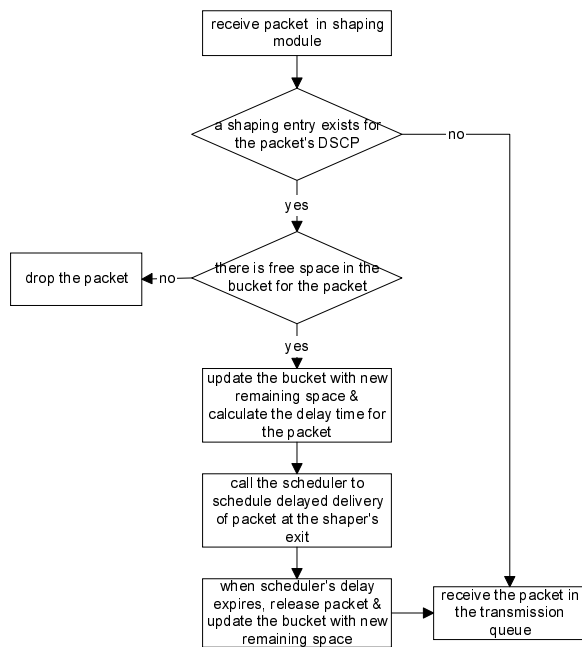 receive packet in shaping
module
a shaping entry exists for
the packet's DSCP
no
yes
there is free space in the
bucket for the packet
no
drop the packet
yes
update the bucket with new
remaining space &
calculate the delay time for
the packet
call the scheduler to
schedule delayed delivery
of packet at the shaper's
exit
when scheduler's delay
expires, release packet &
update the bucket with new
remaining space
receive the packet in
the transmission
queue